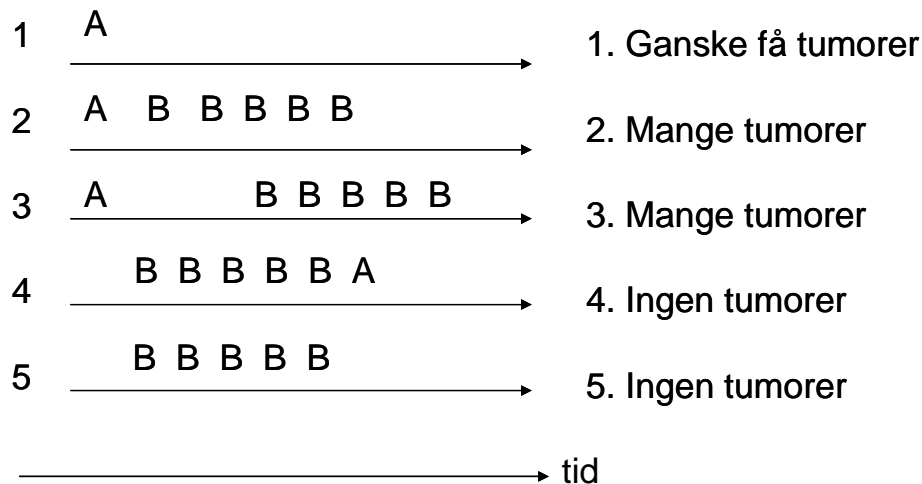 1 A 1. Ganske få tumorer
2 A B B B B B 2. Mange tumorer
3 A B B B B B 3. Mange tumorer
4 B B B B B A 4. Ingen tumorer
5 B B B B B 5. Ingen tumorer
tid